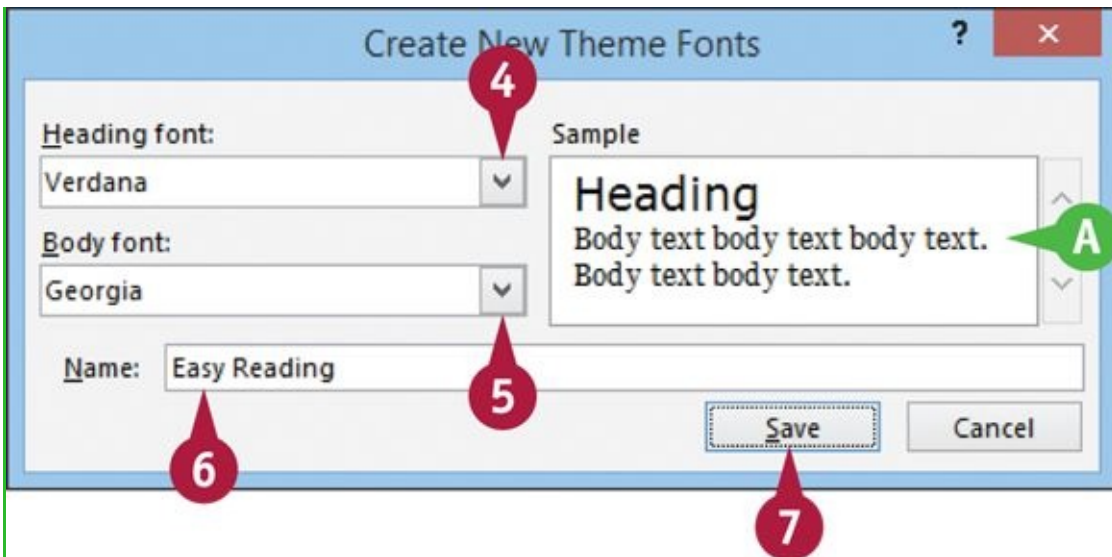 Create New Theme Fonts ?
4
Heading font:
Verdana
Sample
Heading
Body text body text body text.
Body text body text.
A
Body font:
Georgia
5
Name: Easy Reading
6
Save Cancel
7